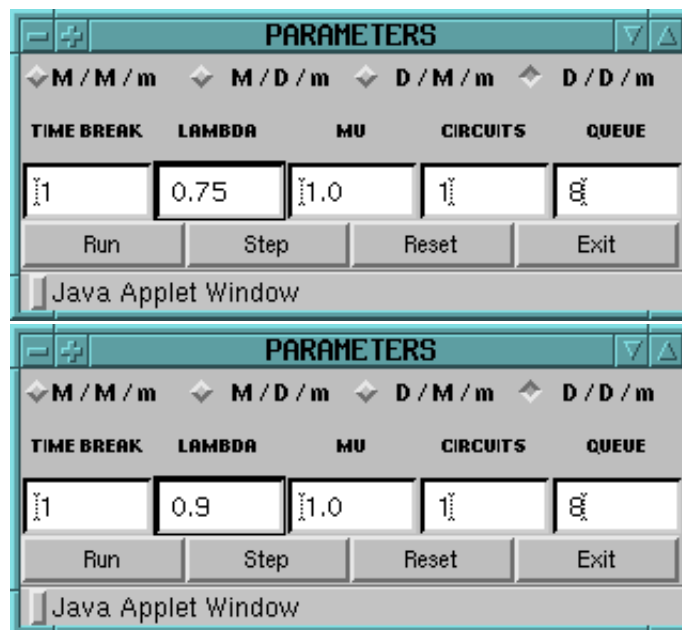 PARAMETERS
M/M/m M/D/m D/M/m D/D/m
TIME BREAK LAMBDA MU CIRCUITS QUEUE
1 0.75 1.0 1 8
Run Step Reset Exit
Java Applet Window
PARAMETERS
M/M/m M/D/m D/M/m D/D/m
TIME BREAK LAMBDA MU CIRCUITS QUEUE
1 0.9 1.0 1 8
Run Step Reset Exit
Java Applet Window